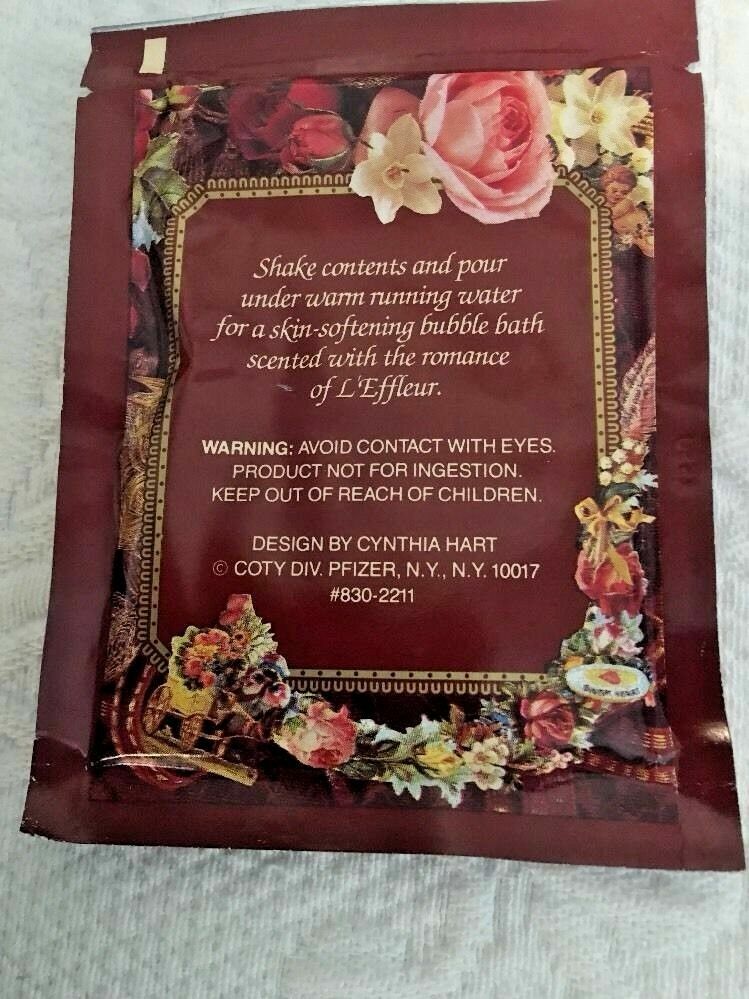 Shake contents and pour
under warm running water
for a skin-softening bubble bath
scented with the romance
of L'Effleur.
WARNING: AVOID CONTACT WITH EYES.
PRODUCT NOT FOR INGESTION.
KEEP OUT OF REACH OF CHILDREN.
DESIGN BY CYNTHIA HART
© COTY DIV. PFIZER, N.Y., N.Y. 10017
#830-2211